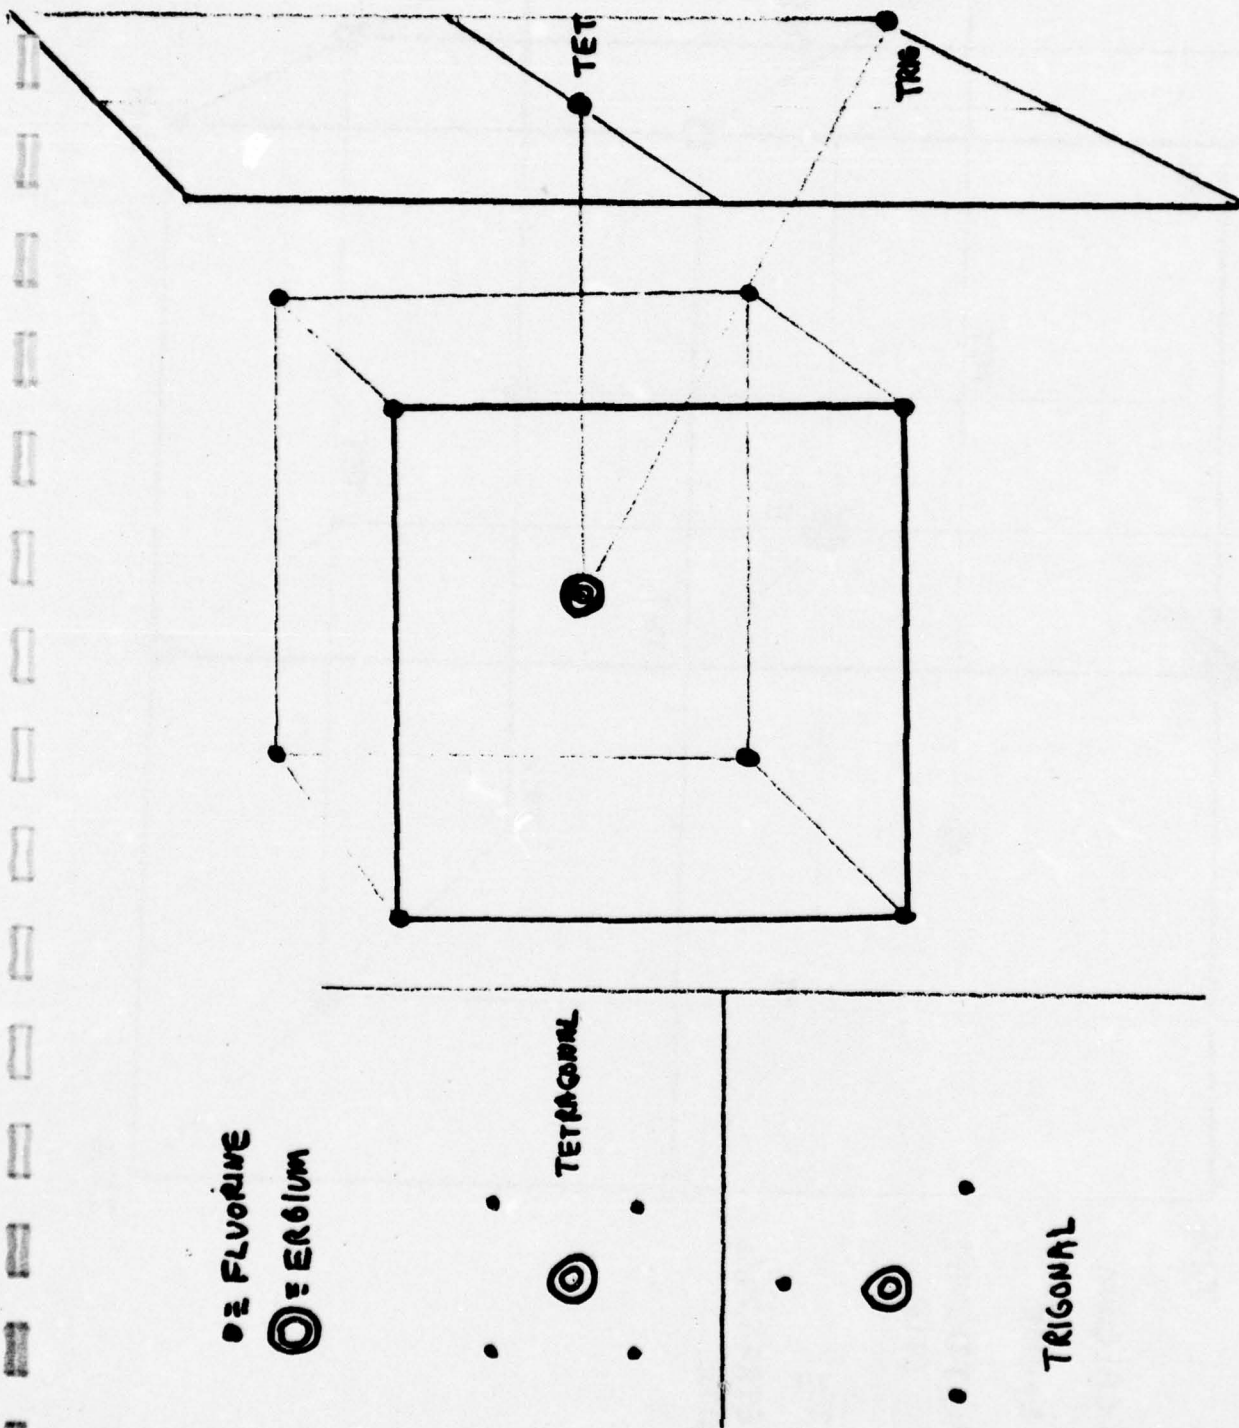 • ≡ FLUORINE
◎ = ERBIUM
TETRAGONAL
TRIGONAL
TET
TRIG